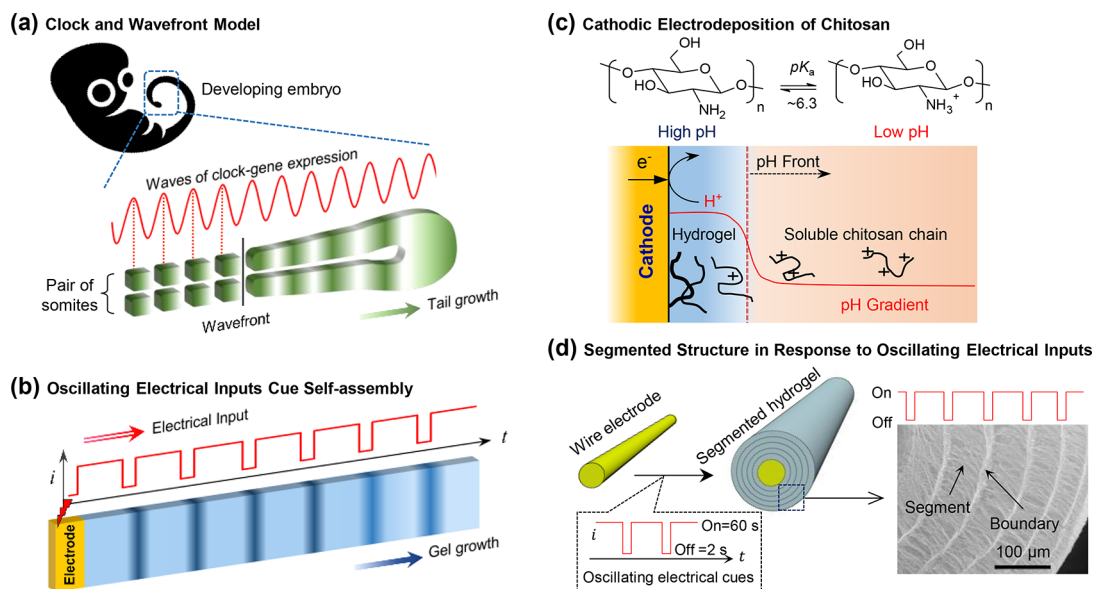 (a) Clock and Wavefront Model
Developing embryo
Waves of clock-gene expression
Pair of
somites
Wavefront
Tail growth
(b) Oscillating Electrical Inputs Cue Self-assembly
Electrical Input
i
t
Electrode
Gel growth
(c) Cathodic Electrodeposition of Chitosan
OH
O
O
HO
NH2
n
pKa
~6.3
OH
O
O
HO
NH3+
n
High pH
Low pH
e-
pH Front
H+
Cathode
Hydrogel
Soluble chitosan chain
+
+
+
+
+
pH Gradient
(d) Segmented Structure in Response to Oscillating Electrical Inputs
Wire electrode
Segmented hydrogel
On
Off
i
On=60 s
Off =2 s
t
Oscillating electrical cues
Segment
Boundary
100 μm